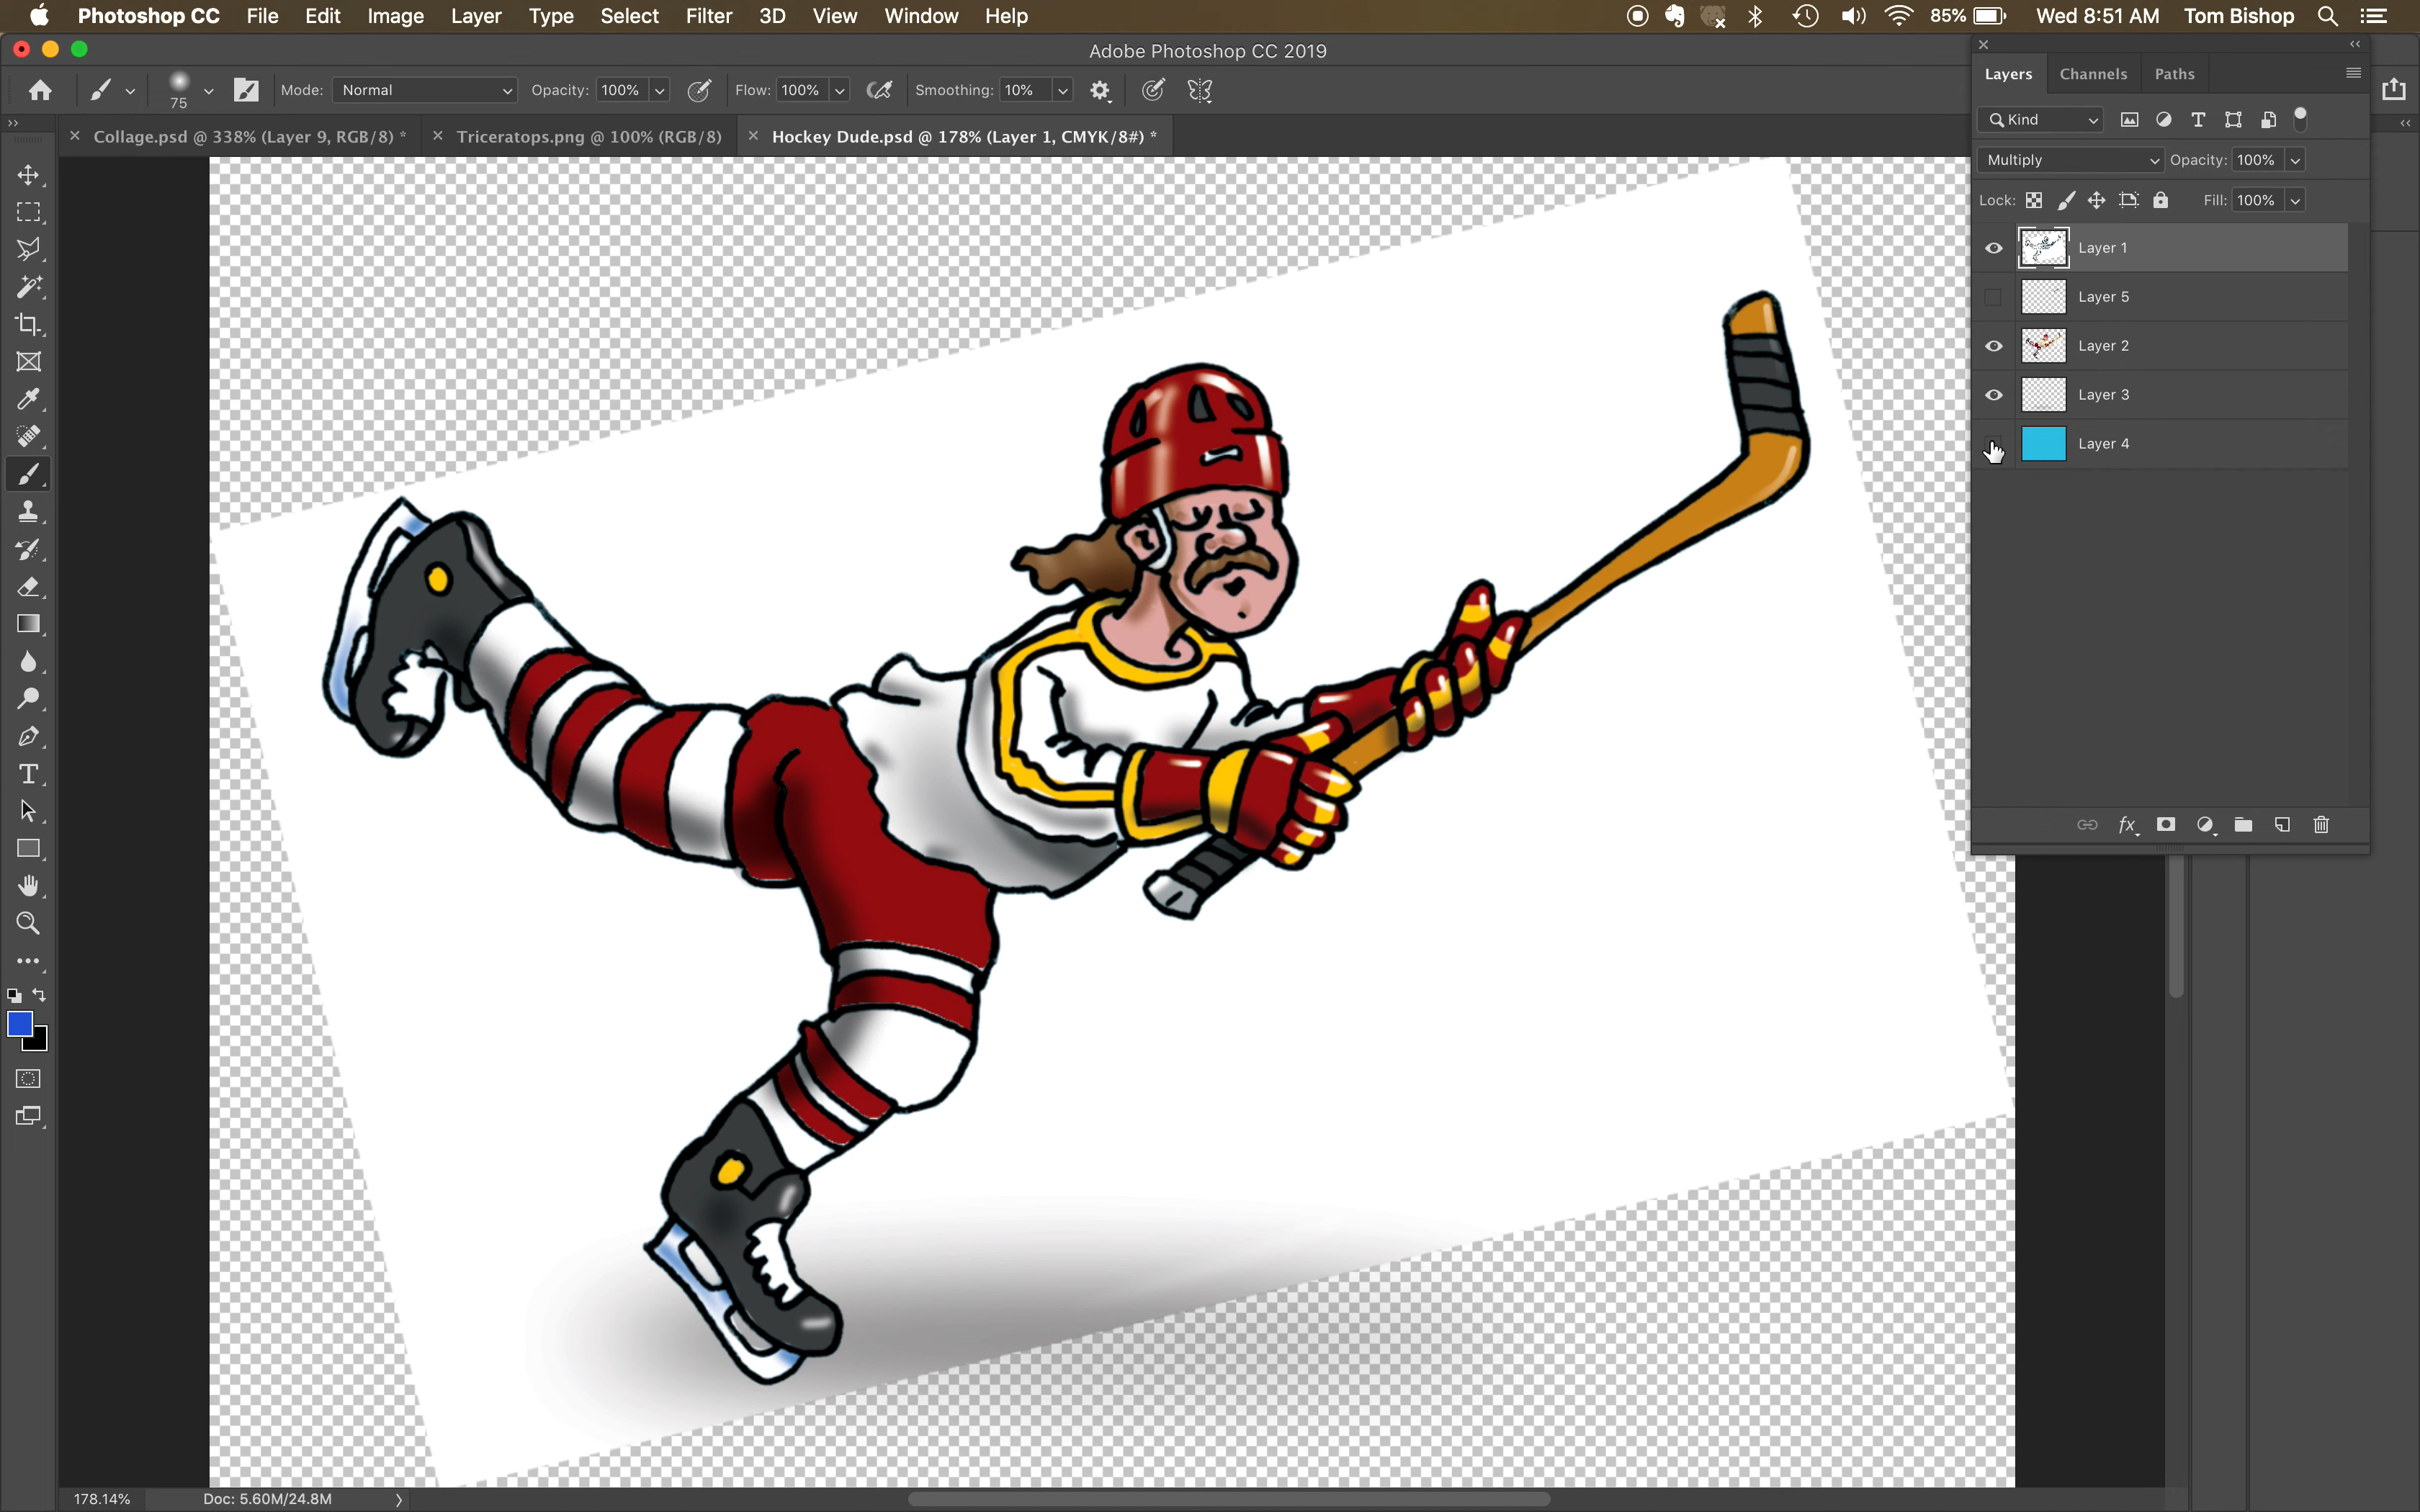 Photoshop CC File Edit Image Layer Type Select Filter 3D View Window Help 85% Wed 8:51 AM Tom Bishop
Adobe Photoshop CC 2019
75 Mode: Normal Opacity: 100% Flow: 100% Smoothing: 10%
Collage.psd @ 338% (Layer 9, RGB/8) * Triceratops.png @ 100% (RGB/8) Hockey Dude.psd @ 178% (Layer 1, CMYK/8#) *
Layers Channels Paths
Kind
Multiply Opacity: 100%
Lock: Fill: 100%
Layer 1
Layer 5
Layer 2
Layer 3
Layer 4
fx
178.14% Doc: 5.60M/24.8M